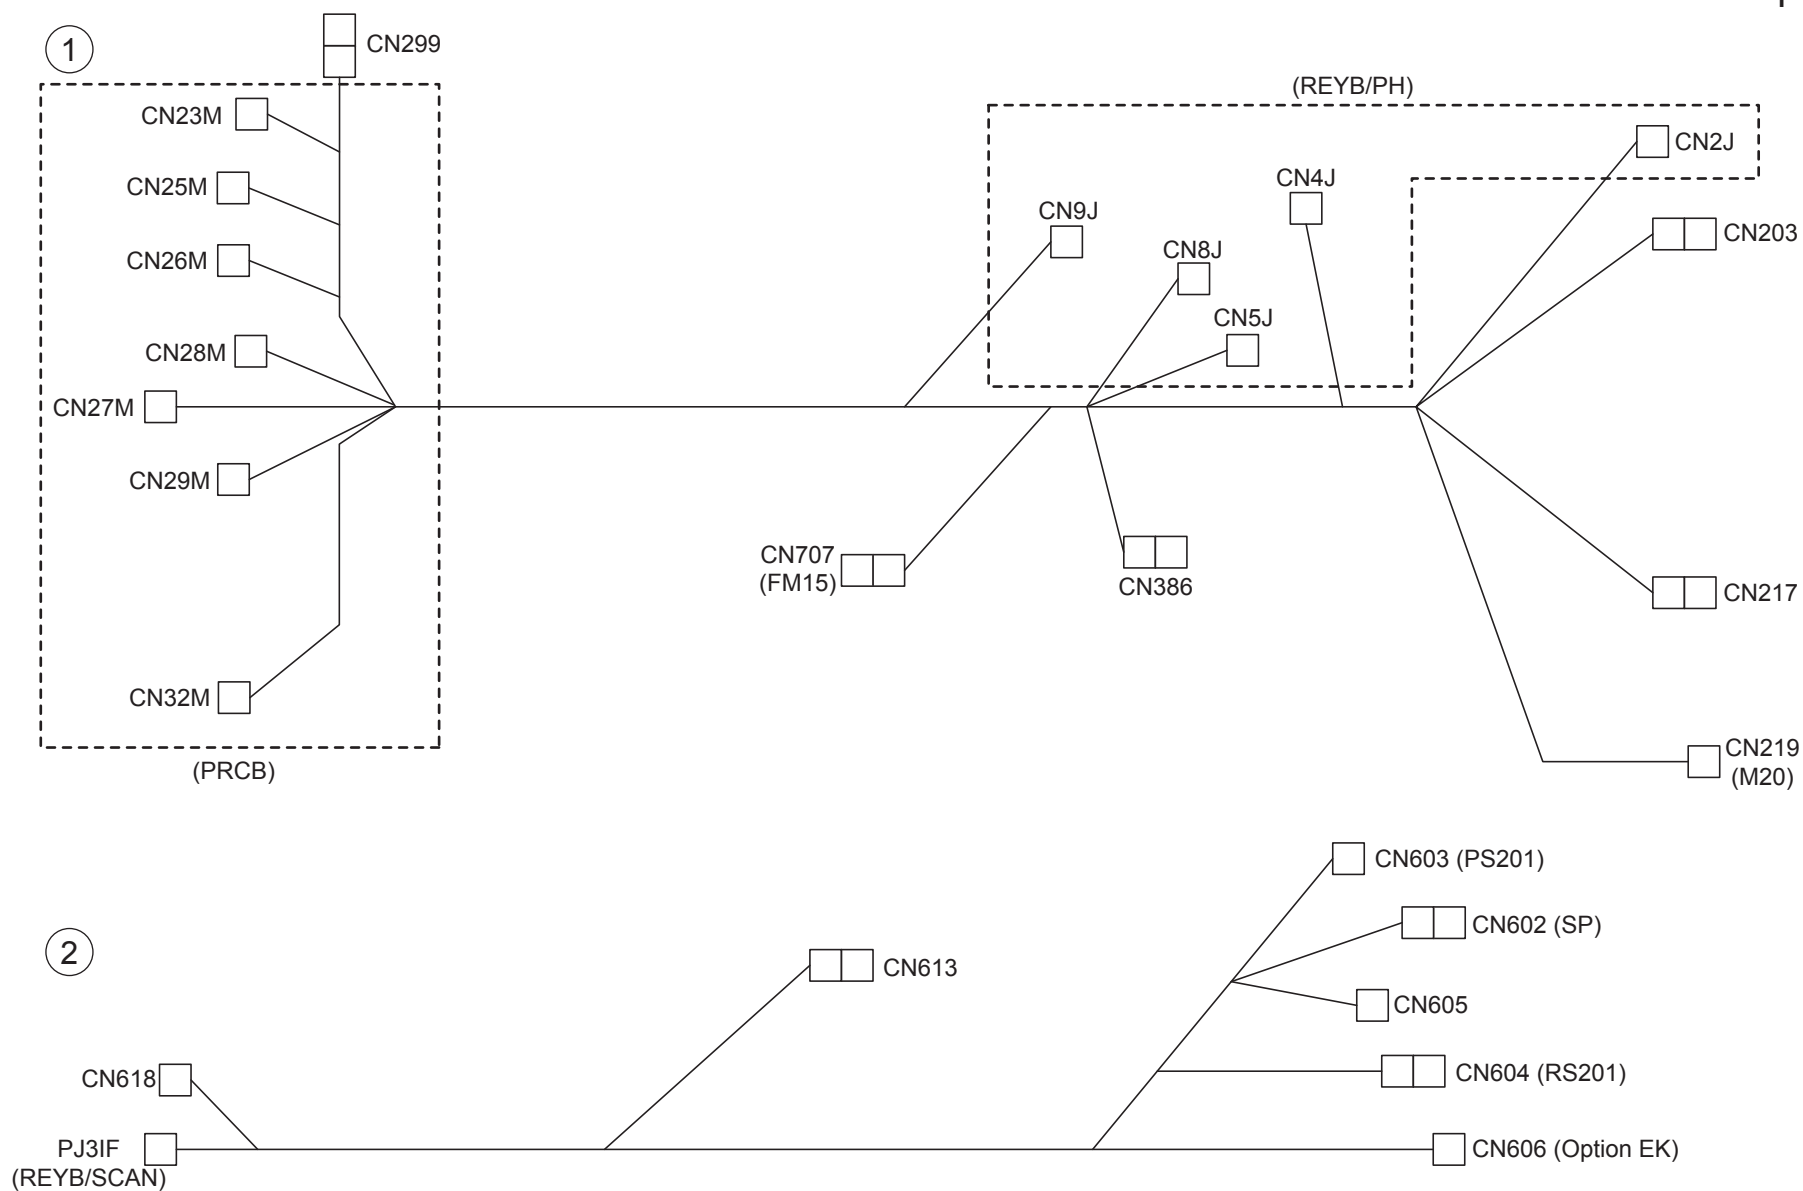 1
CN299
(REYB/PH)
CN23M
CN2J
CN25M
CN4J
CN9J
CN203
CN26M
CN8J
CN5J
CN28M
CN27M
CN29M
CN707
(FM15)
CN386
CN217
CN32M
CN219
(M20)
(PRCB)
CN603 (PS201)
CN602 (SP)
2
CN613
CN605
CN618
CN604 (RS201)
PJ3IF
(REYB/SCAN)
CN606 (Option EK)